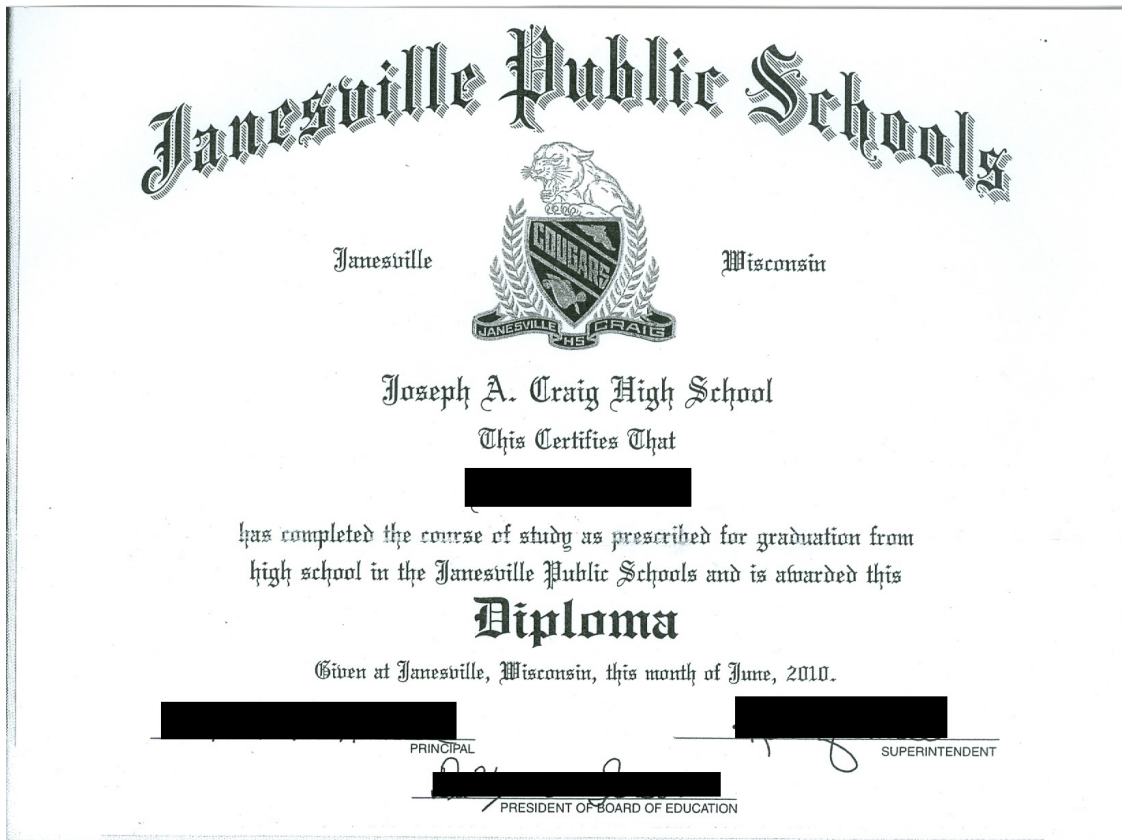 Janesville Public Schools
COUGARS
Janesville Wisconsin
JANESVILLE HS CRAIG
Joseph A. Craig High School
This Certifies That
has completed the course of study as prescribed for graduation from
high school in the Janesville Public Schools and is awarded this
Diploma
Given at Janesville, Wisconsin, this month of June, 2010.
PRINCIPAL
SUPERINTENDENT
PRESIDENT OF BOARD OF EDUCATION